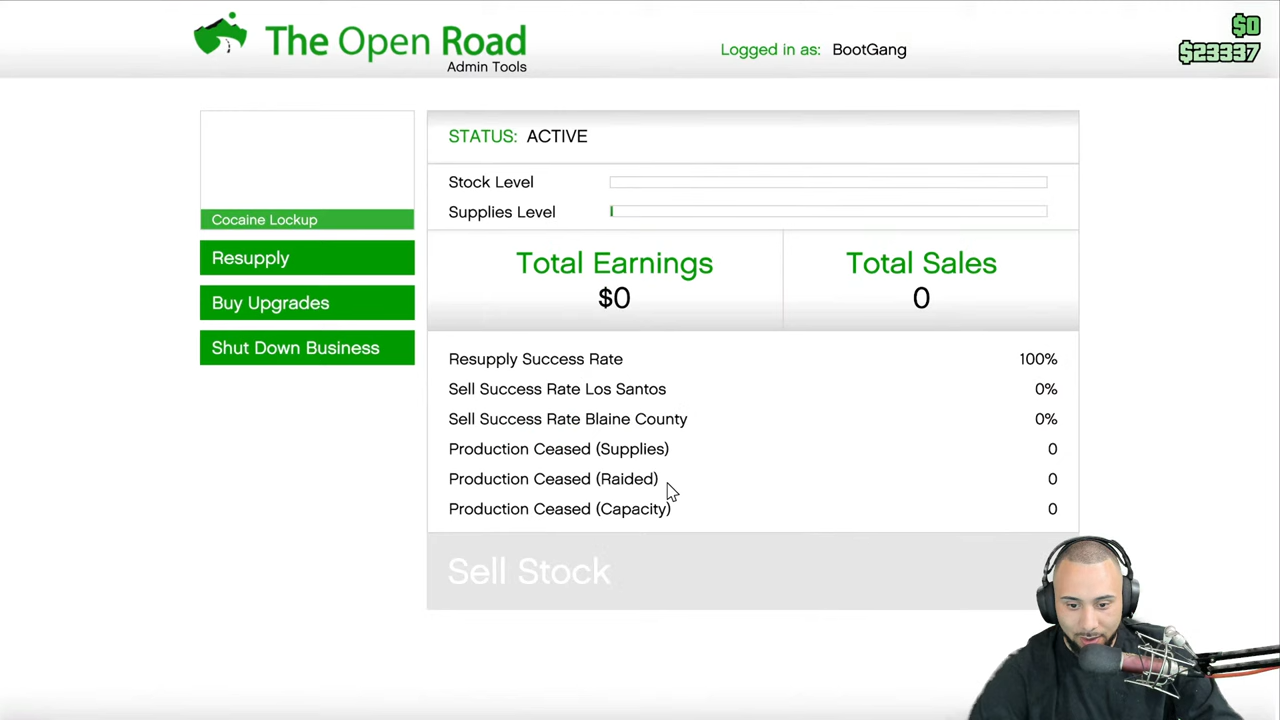 The Open Road
Admin Tools
Logged in as: BootGang
$0
$23337
Cocaine Lockup
Resupply
Buy Upgrades
Shut Down Business
STATUS: ACTIVE
Stock Level
Supplies Level
Total Earnings
$0
Total Sales
0
Resupply Success Rate 100%
Sell Success Rate Los Santos 0%
Sell Success Rate Blaine County 0%
Production Ceased (Supplies) 0
Production Ceased (Raided) 0
Production Ceased (Capacity) 0
Sell Stock